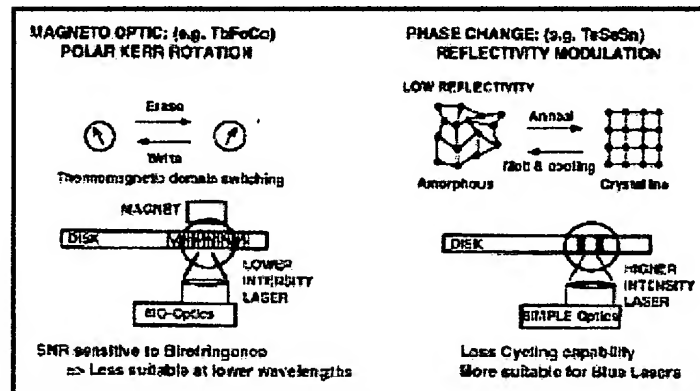 MAGNETO OPTIC: (e.g. TbFeCo)
POLAR KERR ROTATION
Erase
Write
Thermomagnetic domain switching
MAGNET
DISK
LOWER
INTENSITY
LASER
MO-Optics
SNR sensitive to Birefringence
=> Less suitable at lower wavelengths
PHASE CHANGE: (e.g. TeSeSn)
REFLECTIVITY MODULATION
LOW REFLECTIVITY
Anneal
Melt & cooling
Amorphous
Crystalline
DISK
HIGHER
INTENSITY
LASER
SIMPLE Optics
Less Cycling capability
More suitable for Blue Lasers